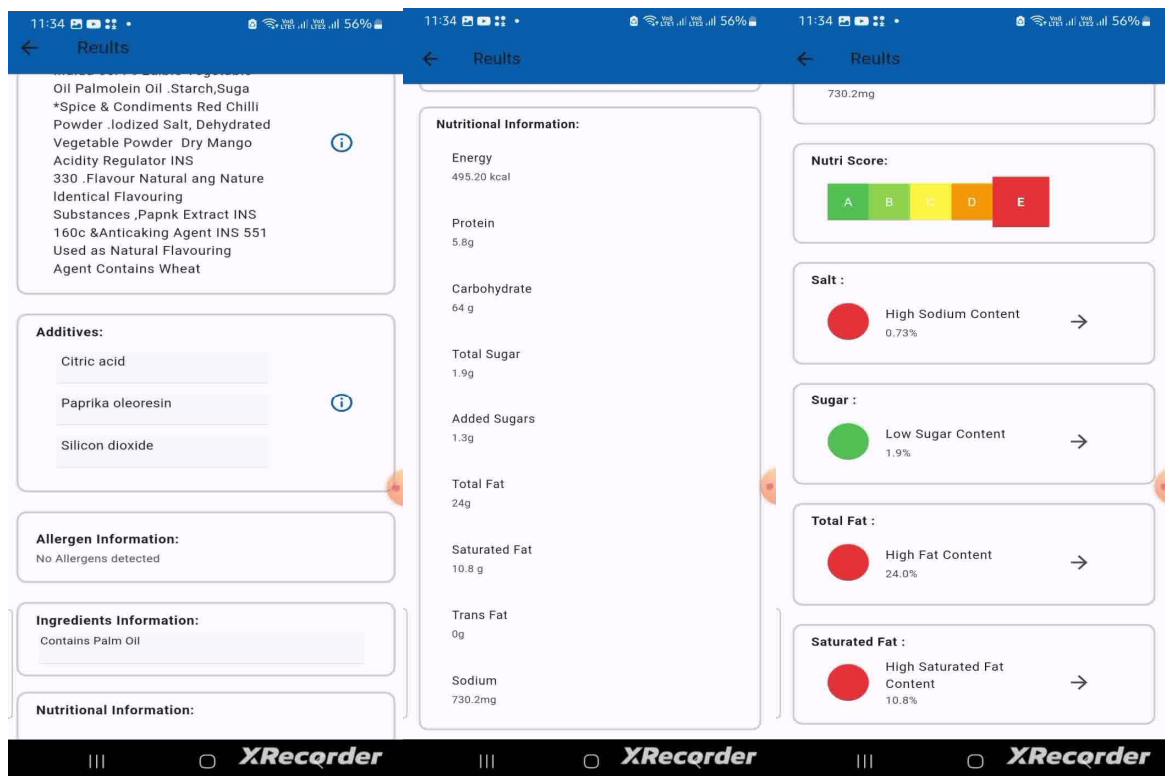 11:34
56%
Reults
Oil Palmolein Oil .Starch,Suga
*Spice & Condiments Red Chilli
Powder .Iodized Salt, Dehydrated
Vegetable Powder Dry Mango
Acidity Regulator INS
330 .Flavour Natural ang Nature
Identical Flavouring
Substances ,Papnk Extract INS
160c &Anticaking Agent INS 551
Used as Natural Flavouring
Agent Contains Wheat
Additives:
Citric acid
Paprika oleoresin
Silicon dioxide
Allergen Information:
No Allergens detected
Ingredients Information:
Contains Palm Oil
Nutritional Information:
XRecorder
11:34
56%
Reults
Nutritional Information:
Energy
495.20 kcal
Protein
5.8g
Carbohydrate
64 g
Total Sugar
1.9g
Added Sugars
1.3g
Total Fat
24g
Saturated Fat
10.8 g
Trans Fat
0g
Sodium
730.2mg
XRecorder
11:34
56%
Reults
730.2mg
Nutri Score:
A B C D E
Salt :
High Sodium Content
0.73%
Sugar :
Low Sugar Content
1.9%
Total Fat :
High Fat Content
24.0%
Saturated Fat :
High Saturated Fat
Content
10.8%
XRecorder